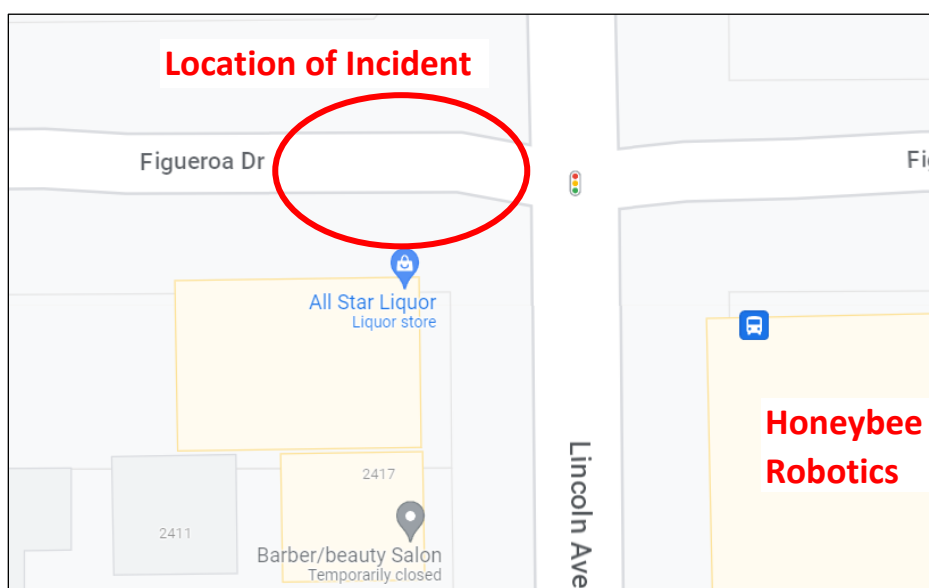 Location of Incident
Figueroa Dr
Fi
All Star Liquor
Liquor store
Honeybee
Robotics
Lincoln Ave
2417
2411
Barber/beauty Salon
Temporarily closed